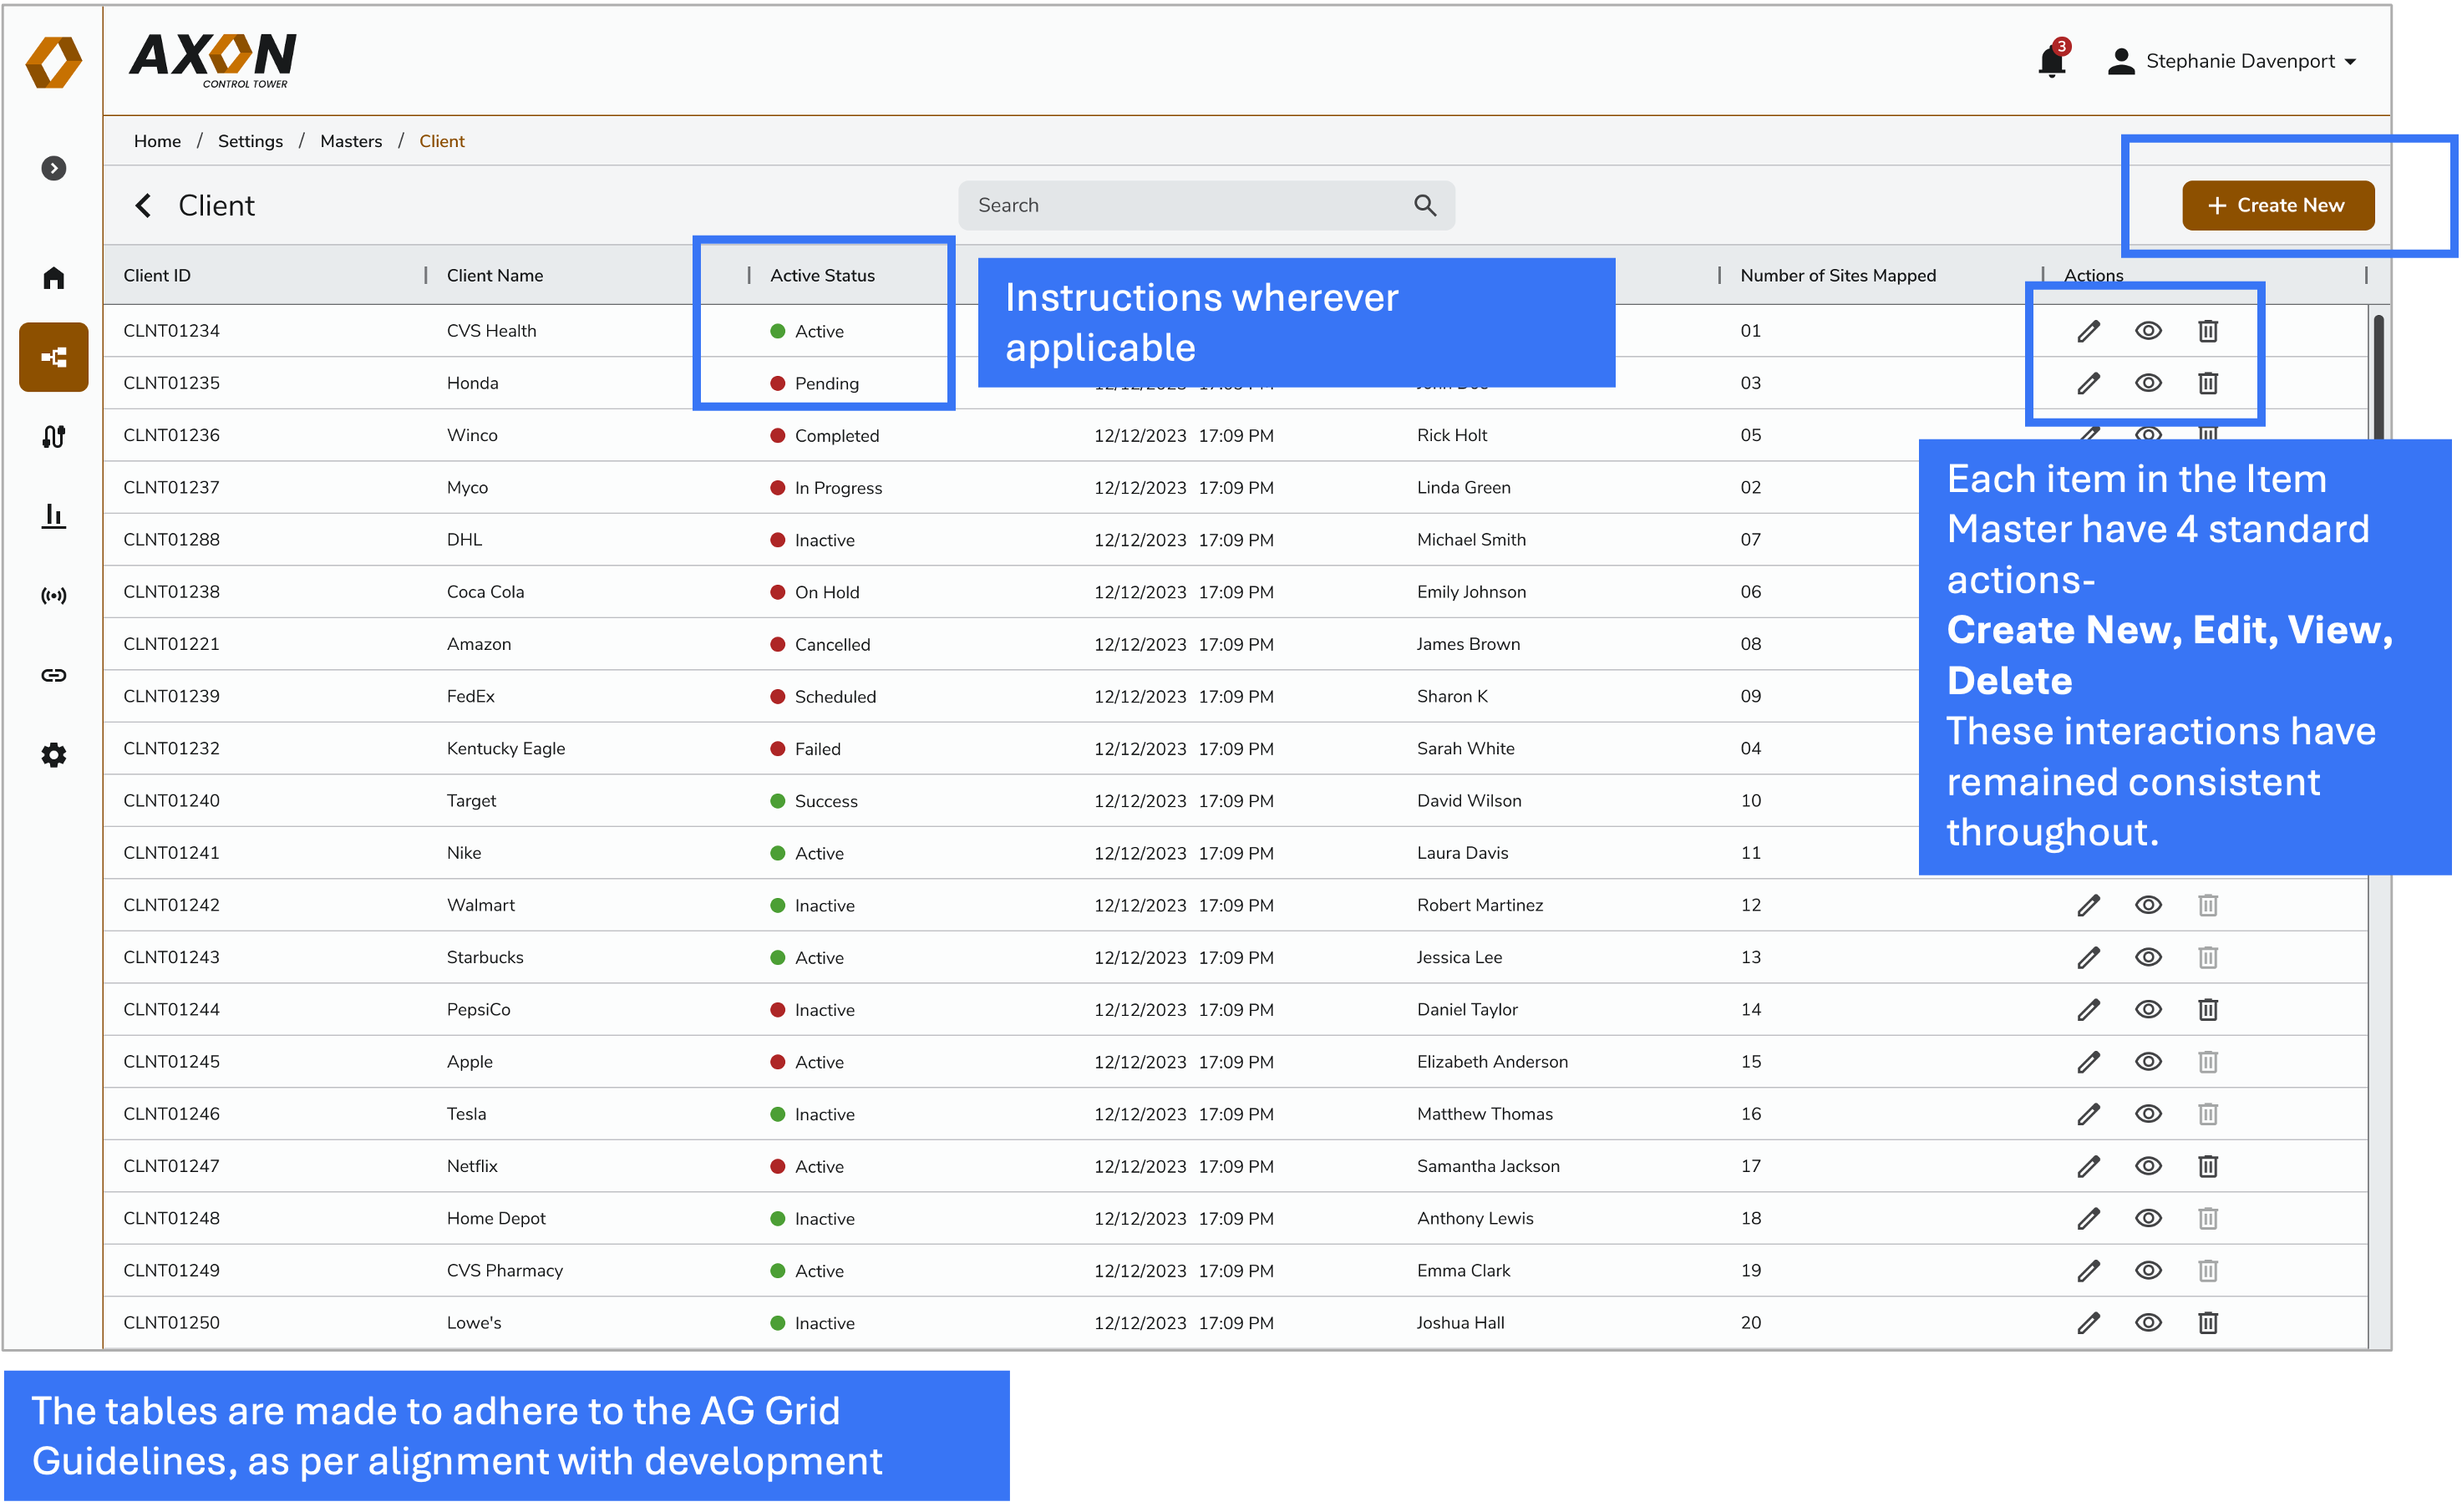 AXON
CONTROL TOWER
3
Stephanie Davenport
Home / Settings / Masters / Client
Client
Search
+ Create New
Client ID | Client Name | Active Status | Number of Sites Mapped | Actions |
Instructions wherever
applicable
CLNT01234 CVS Health Active 01
CLNT01235 Honda Pending 03
CLNT01236 Winco Completed 12/12/2023 17:09 PM Rick Holt 05
CLNT01237 Myco In Progress 12/12/2023 17:09 PM Linda Green 02
CLNT01288 DHL Inactive 12/12/2023 17:09 PM Michael Smith 07
CLNT01238 Coca Cola On Hold 12/12/2023 17:09 PM Emily Johnson 06
CLNT01221 Amazon Cancelled 12/12/2023 17:09 PM James Brown 08
CLNT01239 FedEx Scheduled 12/12/2023 17:09 PM Sharon K 09
CLNT01232 Kentucky Eagle Failed 12/12/2023 17:09 PM Sarah White 04
CLNT01240 Target Success 12/12/2023 17:09 PM David Wilson 10
CLNT01241 Nike Active 12/12/2023 17:09 PM Laura Davis 11
CLNT01242 Walmart Inactive 12/12/2023 17:09 PM Robert Martinez 12
CLNT01243 Starbucks Active 12/12/2023 17:09 PM Jessica Lee 13
CLNT01244 PepsiCo Inactive 12/12/2023 17:09 PM Daniel Taylor 14
CLNT01245 Apple Active 12/12/2023 17:09 PM Elizabeth Anderson 15
CLNT01246 Tesla Inactive 12/12/2023 17:09 PM Matthew Thomas 16
CLNT01247 Netflix Active 12/12/2023 17:09 PM Samantha Jackson 17
CLNT01248 Home Depot Inactive 12/12/2023 17:09 PM Anthony Lewis 18
CLNT01249 CVS Pharmacy Active 12/12/2023 17:09 PM Emma Clark 19
CLNT01250 Lowe's Inactive 12/12/2023 17:09 PM Joshua Hall 20
Each item in the Item
Master have 4 standard
actions-
Create New, Edit, View,
Delete
These interactions have
remained consistent
throughout.
The tables are made to adhere to the AG Grid
Guidelines, as per alignment with development